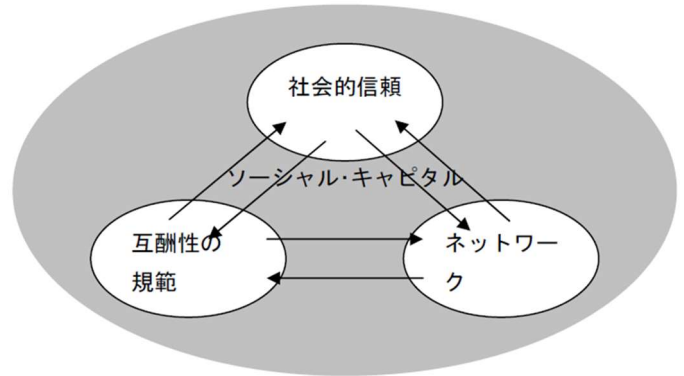 社会的信頼
ソーシャル・キャピタル
互酬性の
規範
ネットワー
ク